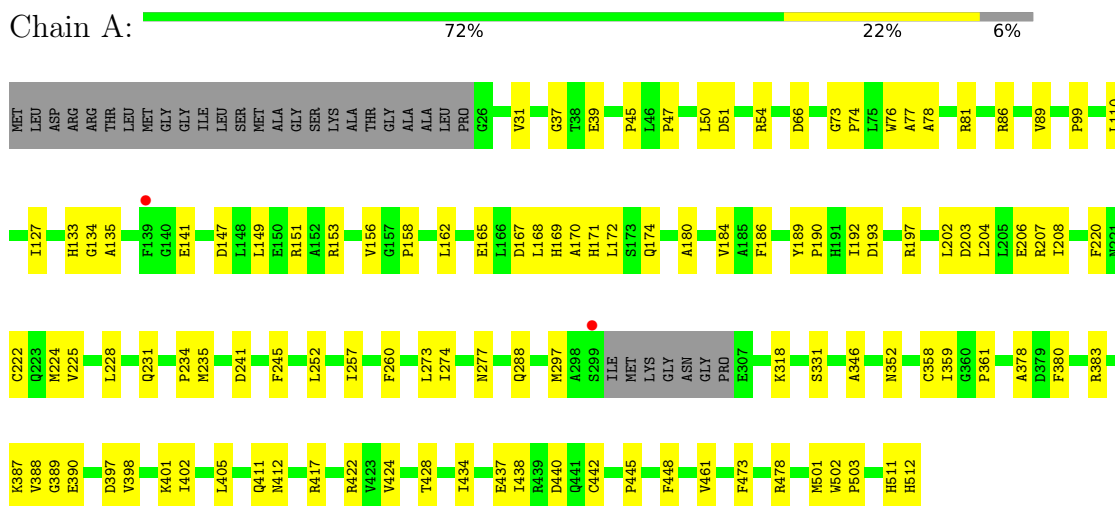 Chain A:
72% 22% 6%
MET LEU ASP ARG ARG THR LEU MET GLY GLY ILE LEU SER MET ALA GLY SER LYS ALA THR GLY ALA ALA LEU PRO G26 V31 G37 T38 E39 P45 L46 P47 L50 D51 R54 D66 G73 P74 L75 W76 A77 A78 R81 R86 V89 P99 L110
I127 H133 G134 A135 F139 G140 E141 D147 L148 L149 E150 R151 A152 R153 V156 G157 P158 L162 E165 L166 D167 L168 H169 A170 H171 L172 S173 Q174 A180 V184 A185 F186 Y189 P190 H191 I192 D193 R197 L202 D203 L204 L205 E206 R207 I208 F220 N221
C222 Q223 M224 V225 L228 Q231 P234 M235 D241 F245 L252 I257 F260 L273 I274 N277 Q288 M297 A298 S299 ILE MET LYS GLY ASN GLY PRO E307 K318 S331 A346 N352 C358 I359 G360 P361 A378 D379 F380 R383
K387 V388 G389 E390 D397 V398 K401 I402 L405 Q411 N412 R417 R422 V423 V424 T428 I434 E437 I438 R439 D440 Q441 C442 P445 F448 V461 F473 R478 M501 W502 P503 H511 H512